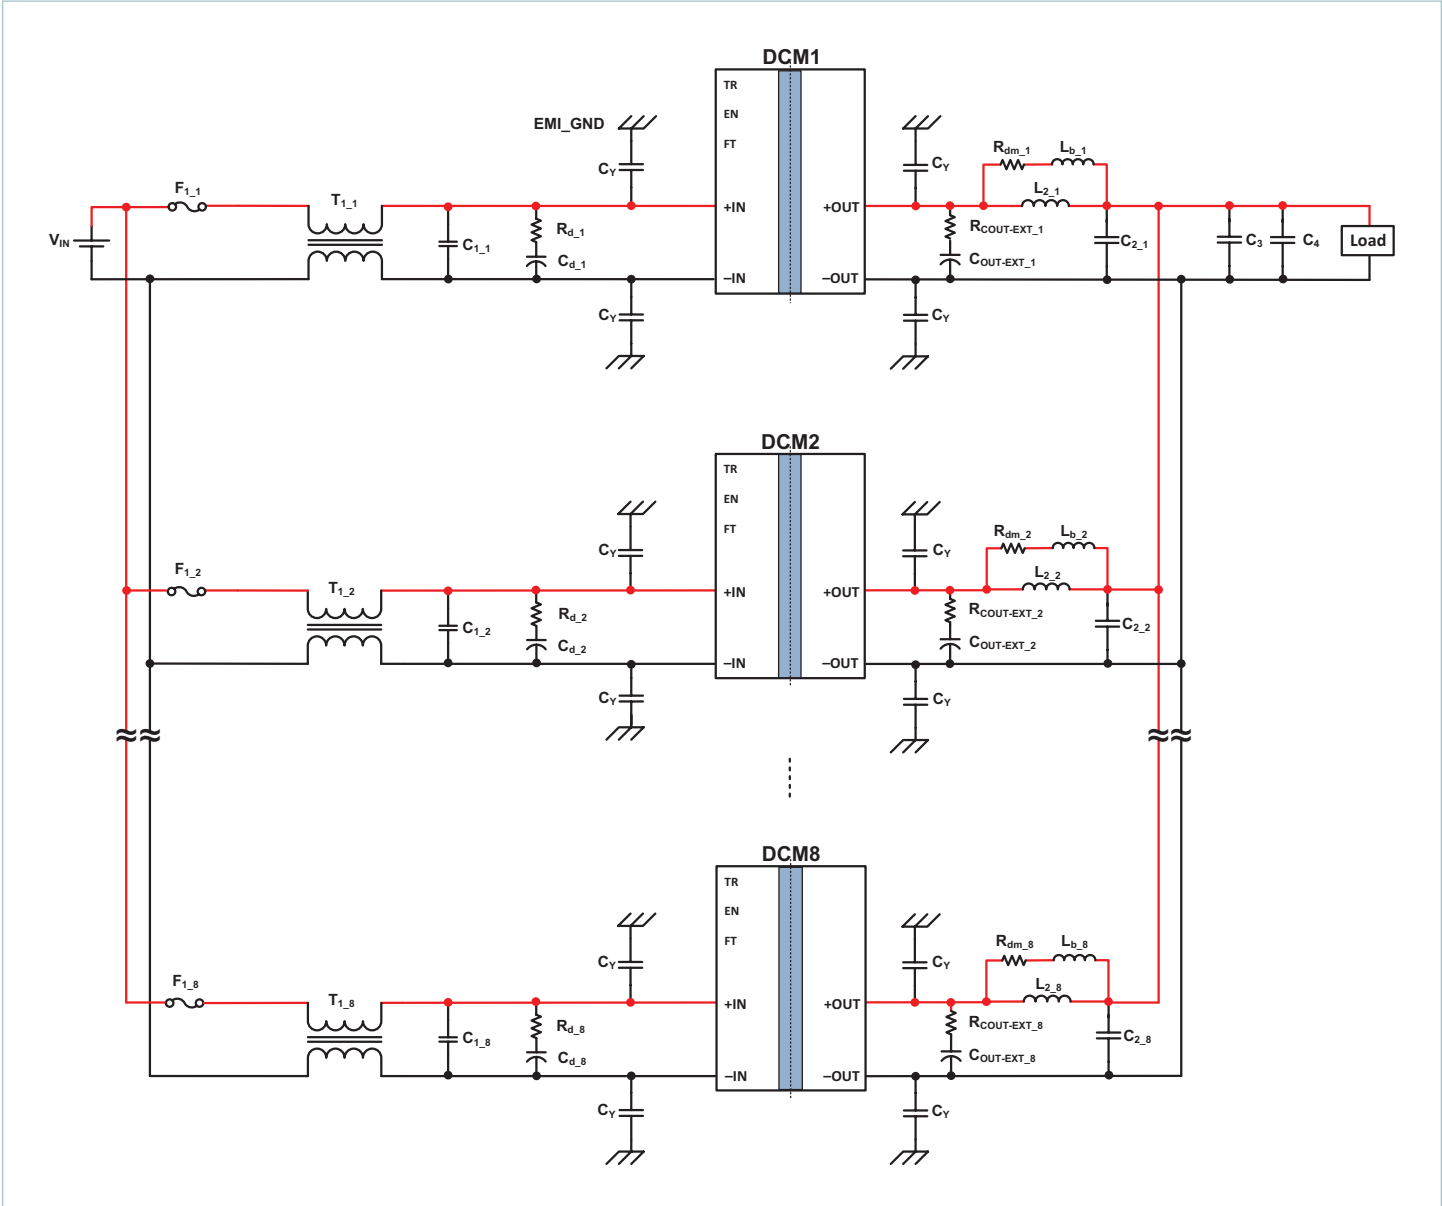 DCM1
TR
EN
FT
EMI_GND
CY
CY
Rdm_1
Lb_1
F1_1
T1_1
L2_1
+IN
+OUT
VIN
C1_1
Rd_1
Cd_1
RCOUT-EXT_1
COUT-EXT_1
C2_1
C3
C4
Load
–IN
–OUT
CY
CY
DCM2
TR
EN
FT
CY
CY
Rdm_2
Lb_2
F1_2
T1_2
L2_2
+IN
+OUT
C1_2
Rd_2
Cd_2
RCOUT-EXT_2
COUT-EXT_2
C2_2
–IN
–OUT
CY
CY
DCM8
TR
EN
FT
CY
CY
Rdm_8
Lb_8
F1_8
T1_8
L2_8
+IN
+OUT
C1_8
Rd_8
Cd_8
RCOUT-EXT_8
COUT-EXT_8
C2_8
–IN
–OUT
CY
CY